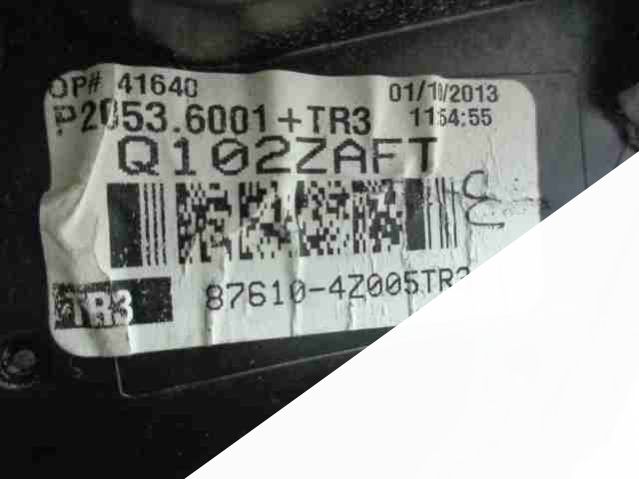 OP# 41640
01/10/2013
P2053.6001+TR3
11:54:55
Q102ZAFT
TR3
87610-4Z005TR3